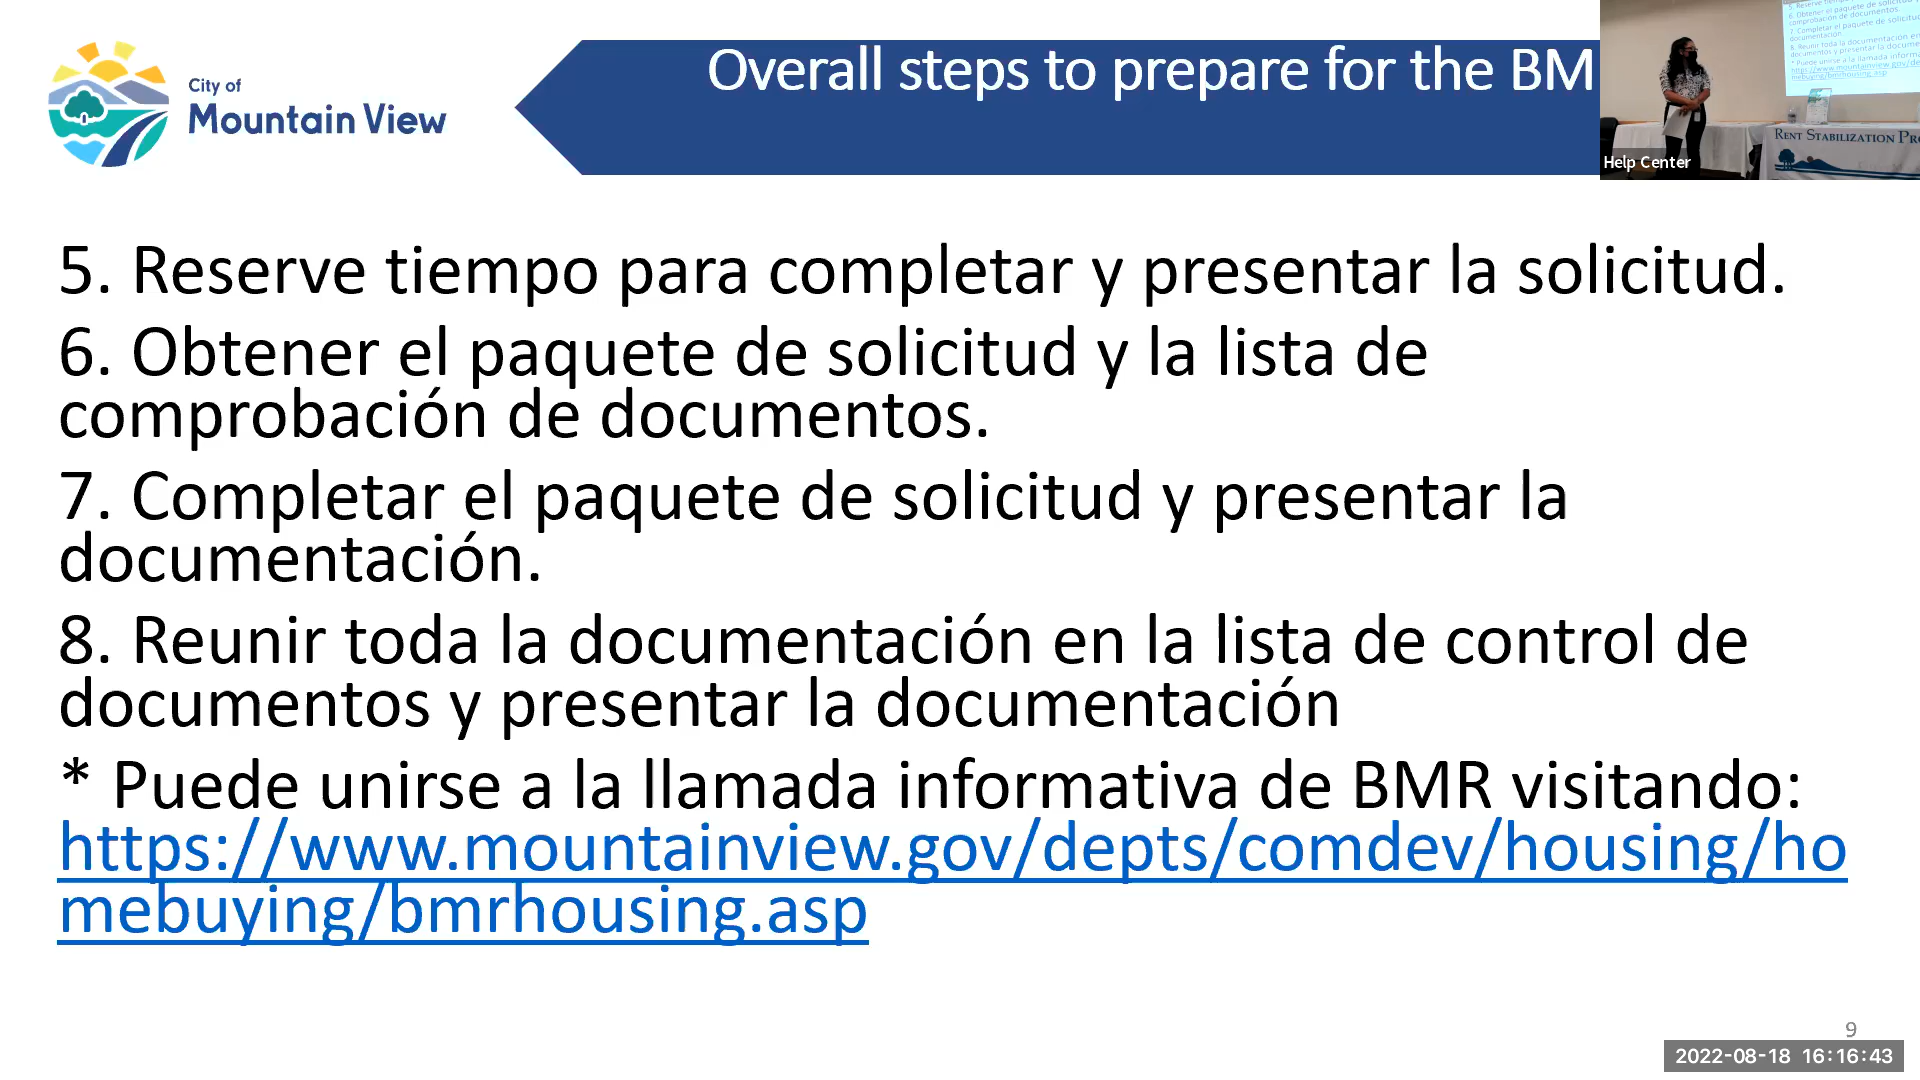 City of
Mountain View
Overall steps to prepare for the BM
5. Reserve tiempo para completar y presentar la solicitud.
6. Obtener el paquete de solicitud y la lista de
comprobación de documentos.
7. Completar el paquete de solicitud y presentar la
documentación.
8. Reunir toda la documentación en la lista de control de
documentos y presentar la documentación
* Puede unirse a la llamada informativa de BMR visitando:
https://www.mountainview.gov/depts/comdev/housing/ho
mebuying/bmrhousing.asp
RENT STABILIZATION PR
Help Center
9
2022-08-18 16:16:43